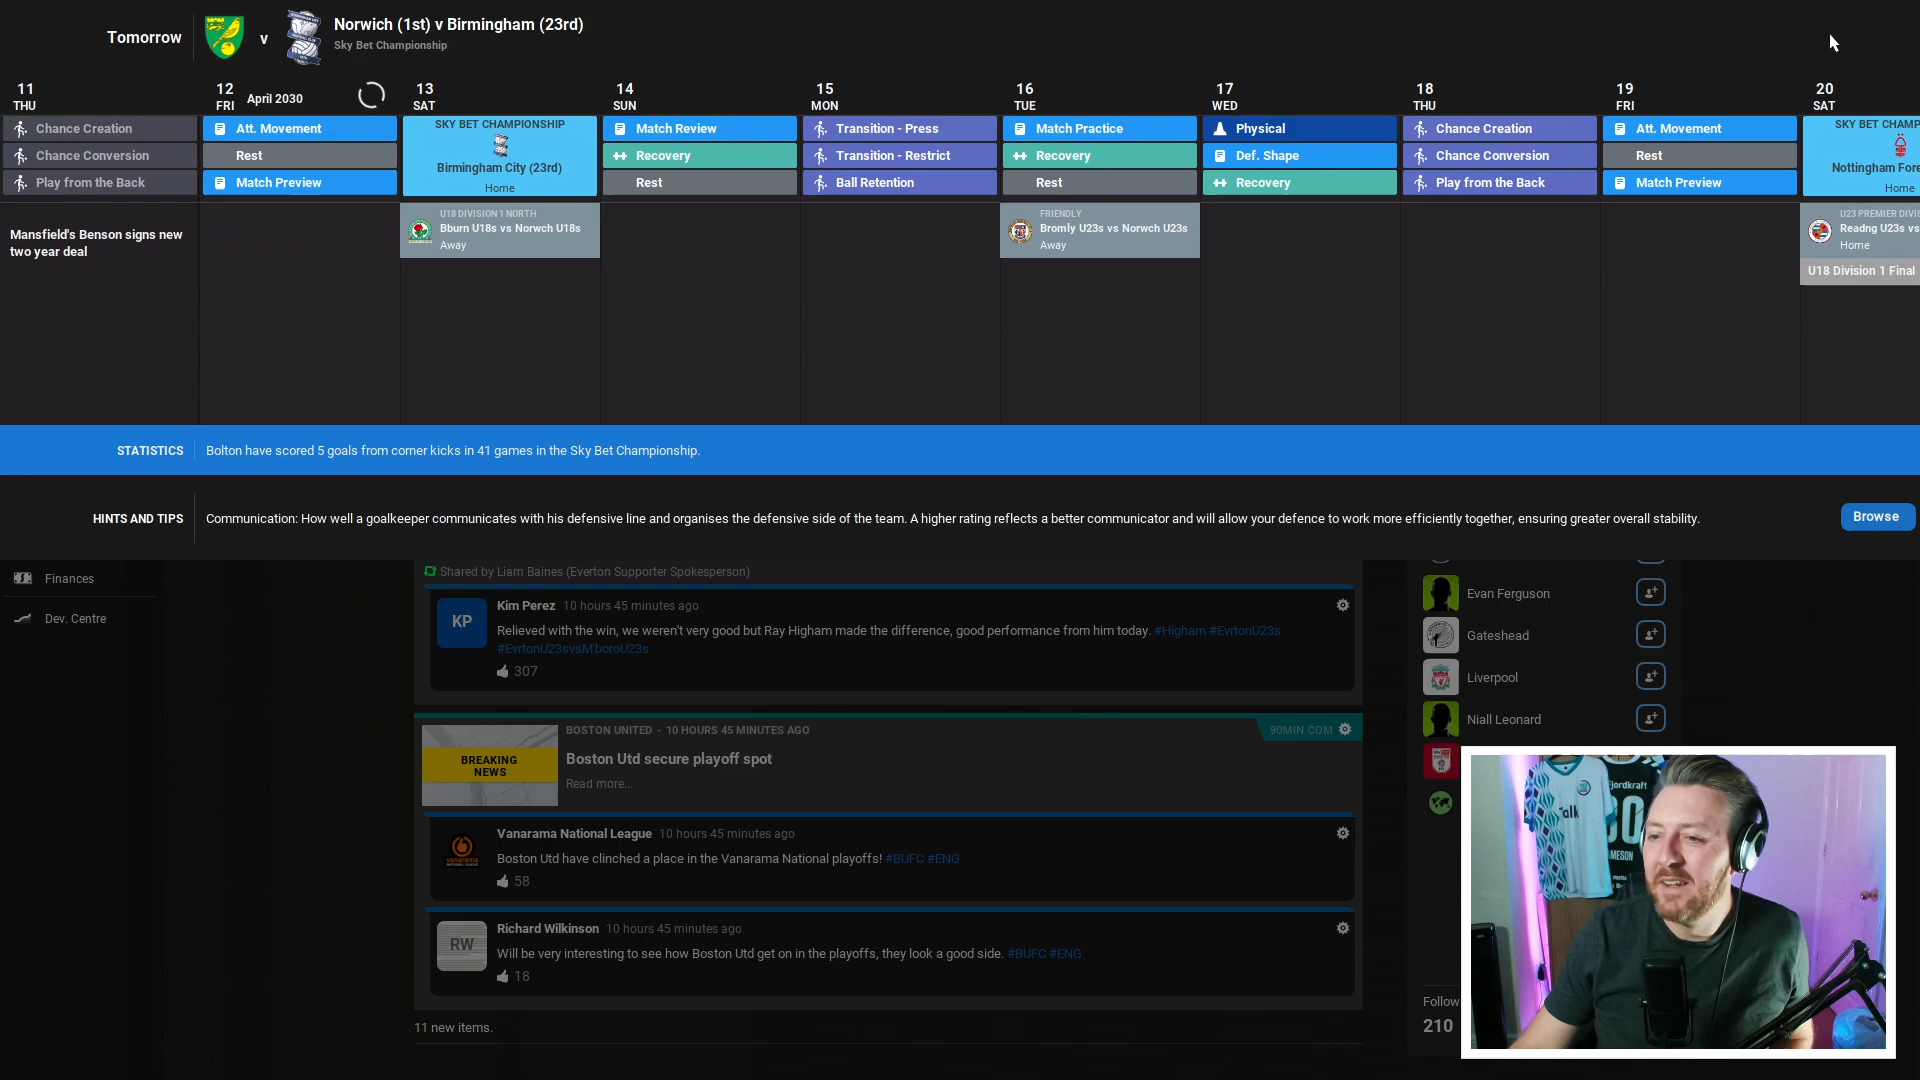 Tomorrow
v
Norwich (1st) v Birmingham (23rd)
Sky Bet Championship
11
THU
12
FRI April 2030
13
SAT
14
SUN
15
MON
16
TUE
17
WED
18
THU
19
FRI
20
SAT
Chance Creation
Chance Conversion
Play from the Back
Att. Movement
Rest
Match Preview
SKY BET CHAMPIONSHIP
Birmingham City (23rd)
Home
Match Review
Recovery
Rest
Transition - Press
Transition - Restrict
Ball Retention
Match Practice
Recovery
Rest
Physical
Def. Shape
Recovery
Chance Creation
Chance Conversion
Play from the Back
Att. Movement
Rest
Match Preview
SKY BET CHAMP
Nottingham Fore
Home
Mansfield's Benson signs new
two year deal
U18 DIVISION 1 NORTH
Bburn U18s vs Norwch U18s
Away
FRIENDLY
Bromly U23s vs Norwch U23s
Away
U23 PREMIER DIVIS
Readng U23s vs
Home
U18 Division 1 Final
STATISTICS
Bolton have scored 5 goals from corner kicks in 41 games in the Sky Bet Championship.
HINTS AND TIPS
Communication: How well a goalkeeper communicates with his defensive line and organises the defensive side of the team. A higher rating reflects a better communicator and will allow your defence to work more efficiently together, ensuring greater overall stability.
Browse
Finances
Dev. Centre
Shared by Liam Baines (Everton Supporter Spokesperson)
KP
Kim Perez 10 hours 45 minutes ago
Relieved with the win, we weren't very good but Ray Higham made the difference, good performance from him today. #Higham #EvrtonU23s
#EvrtonU23svsM'boroU23s
307
BREAKING
NEWS
BOSTON UNITED - 10 HOURS 45 MINUTES AGO
90MIN.COM
Boston Utd secure playoff spot
Read more...
Vanarama National League 10 hours 45 minutes ago
Boston Utd have clinched a place in the Vanarama National playoffs! #BUFC #ENG
58
RW
Richard Wilkinson 10 hours 45 minutes ago
Will be very interesting to see how Boston Utd get on in the playoffs, they look a good side. #BUFC #ENG
18
11 new items.
Evan Ferguson
Gateshead
Liverpool
Niall Leonard
Follow
210
Talk
Fjordkraft